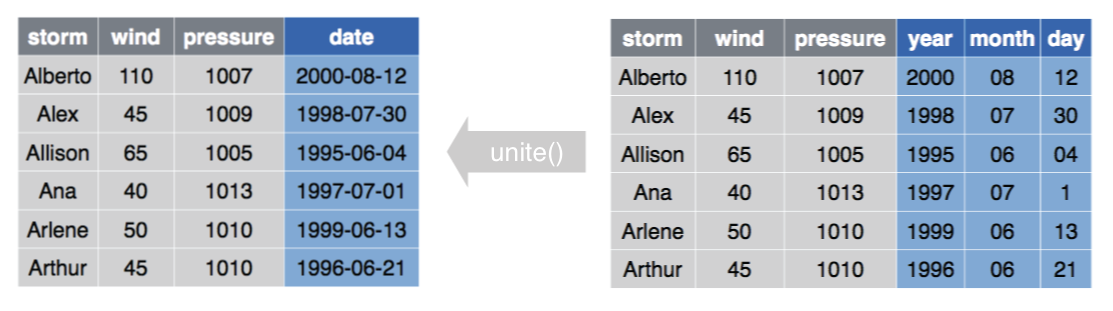 storm wind pressure date
Alberto 110 1007 2000-08-12
Alex 45 1009 1998-07-30
Allison 65 1005 1995-06-04
Ana 40 1013 1997-07-01
Arlene 50 1010 1999-06-13
Arthur 45 1010 1996-06-21
unite()
storm wind pressure year month day
Alberto 110 1007 2000 08 12
Alex 45 1009 1998 07 30
Allison 65 1005 1995 06 04
Ana 40 1013 1997 07 1
Arlene 50 1010 1999 06 13
Arthur 45 1010 1996 06 21